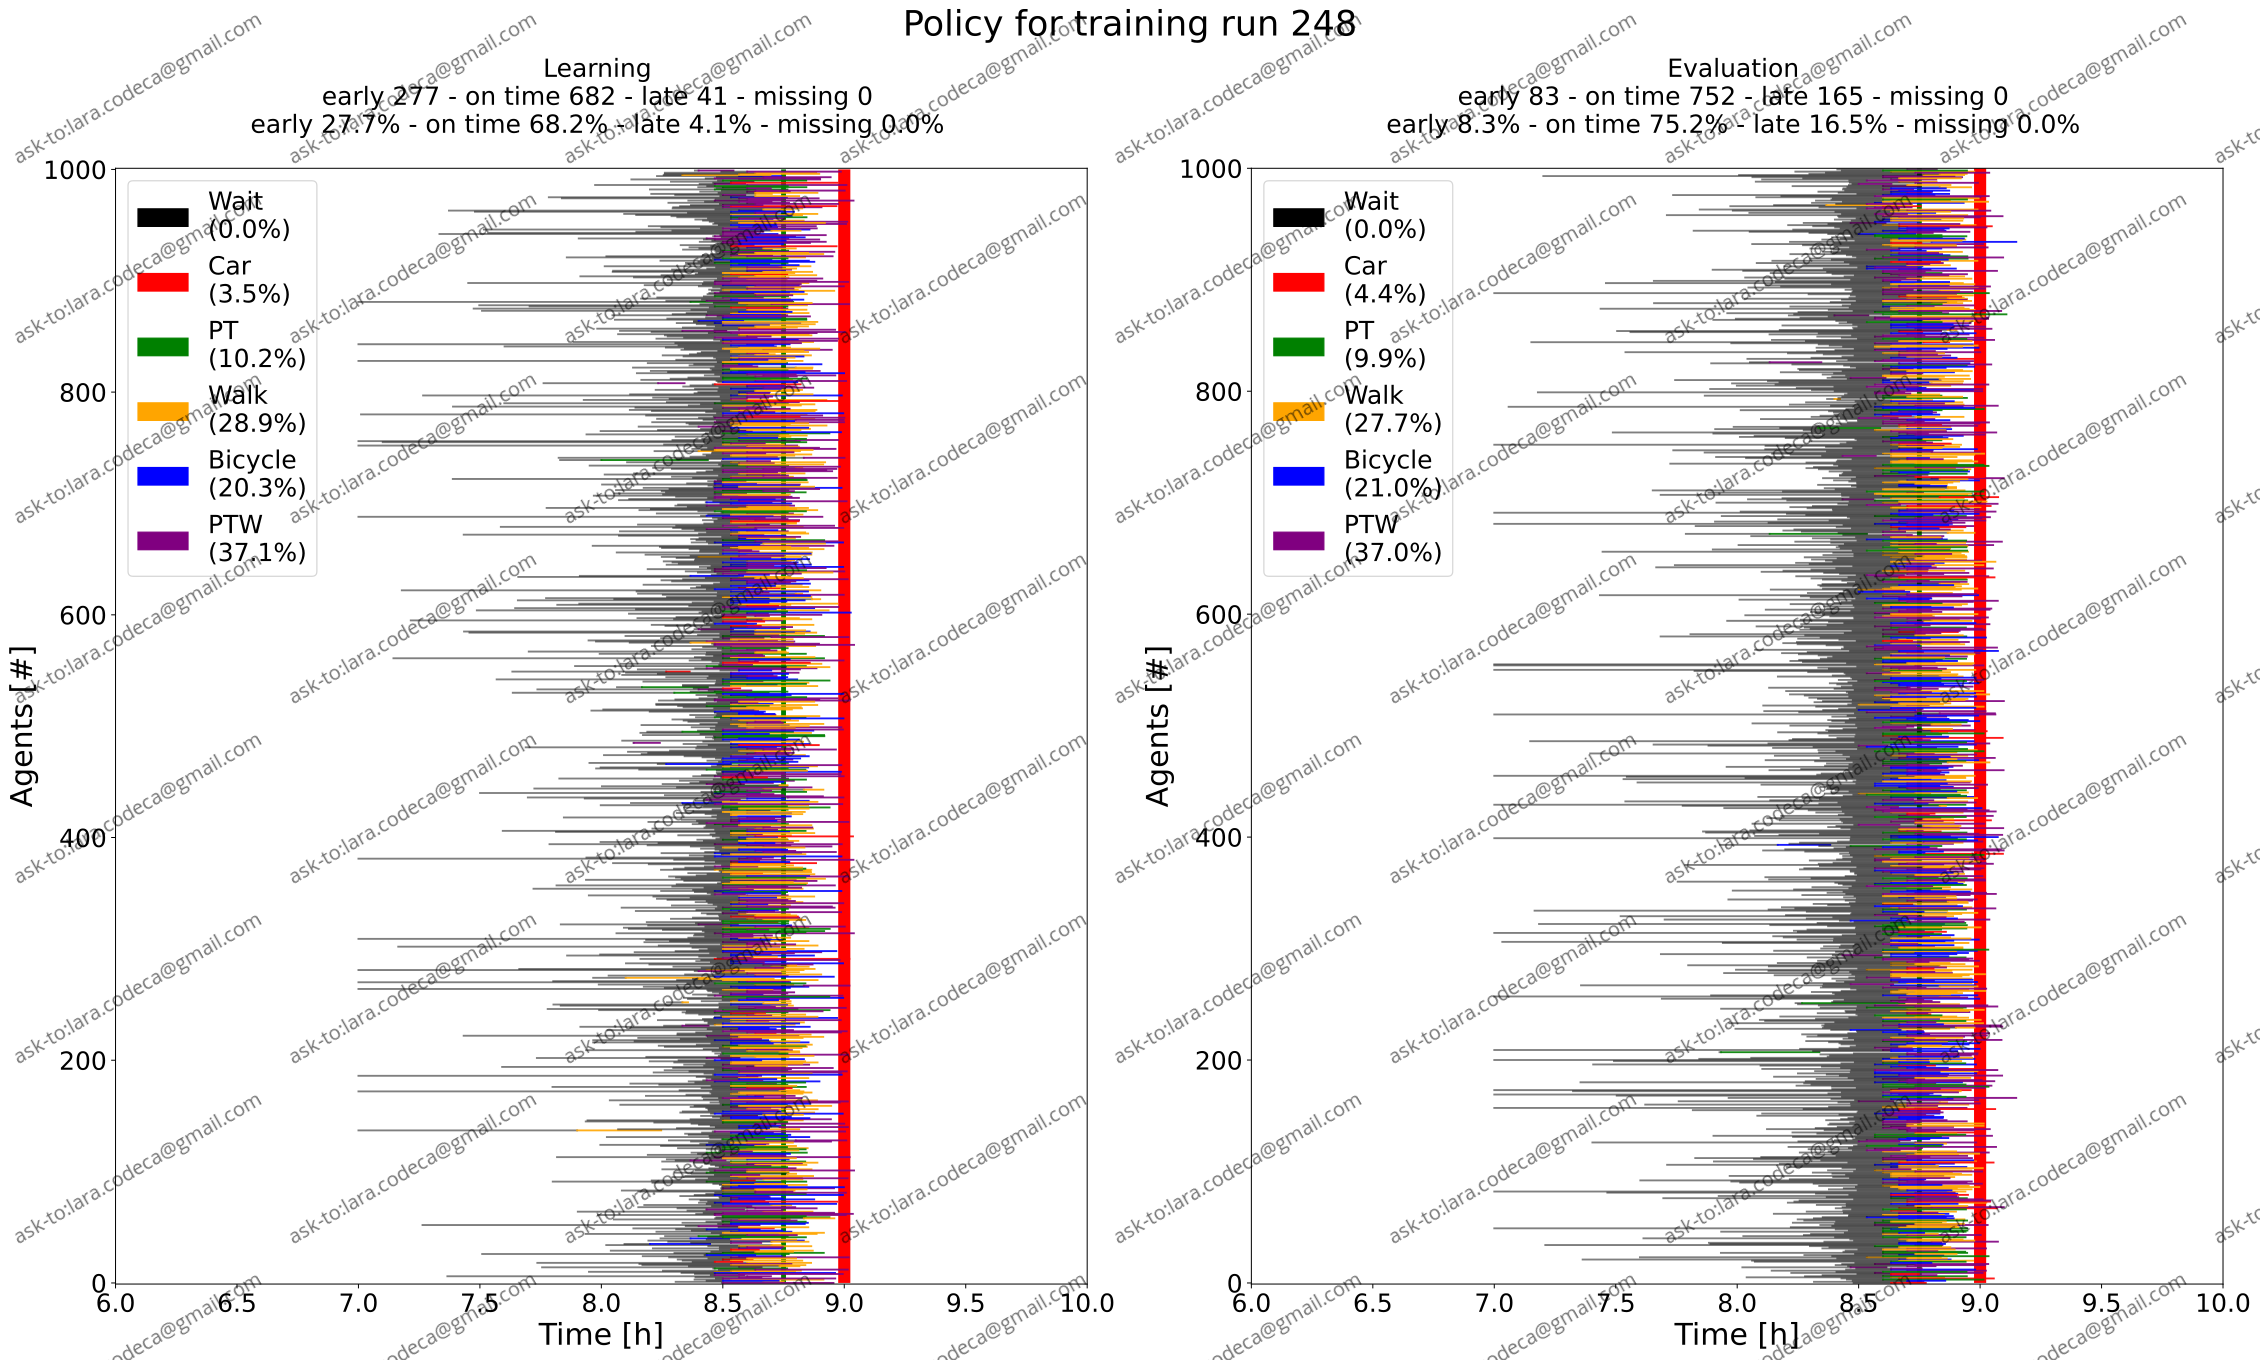 Policy for training run 248
Learning
early 277 - on time 682 - late 41 - missing 0
early 27.7% - on time 68.2% - late 4.1% - missing 0.0%
Agents [#]
1000
800
600
400
200
0
Wait
(0.0%)
Car
(3.5%)
PT
(10.2%)
Walk
(28.9%)
Bicycle
(20.3%)
PTW
(37.1%)
6.0 6.5 7.0 7.5 8.0 8.5 9.0 9.5 10.0
Time [h]
Evaluation
early 83 - on time 752 - late 165 - missing 0
early 8.3% - on time 75.2% - late 16.5% - missing 0.0%
Agents [#]
1000
800
600
400
200
0
Wait
(0.0%)
Car
(4.4%)
PT
(9.9%)
Walk
(27.7%)
Bicycle
(21.0%)
PTW
(37.0%)
6.0 6.5 7.0 7.5 8.0 8.5 9.0 9.5 10.0
Time [h]
ask-to:lara.codeca@gmail.com